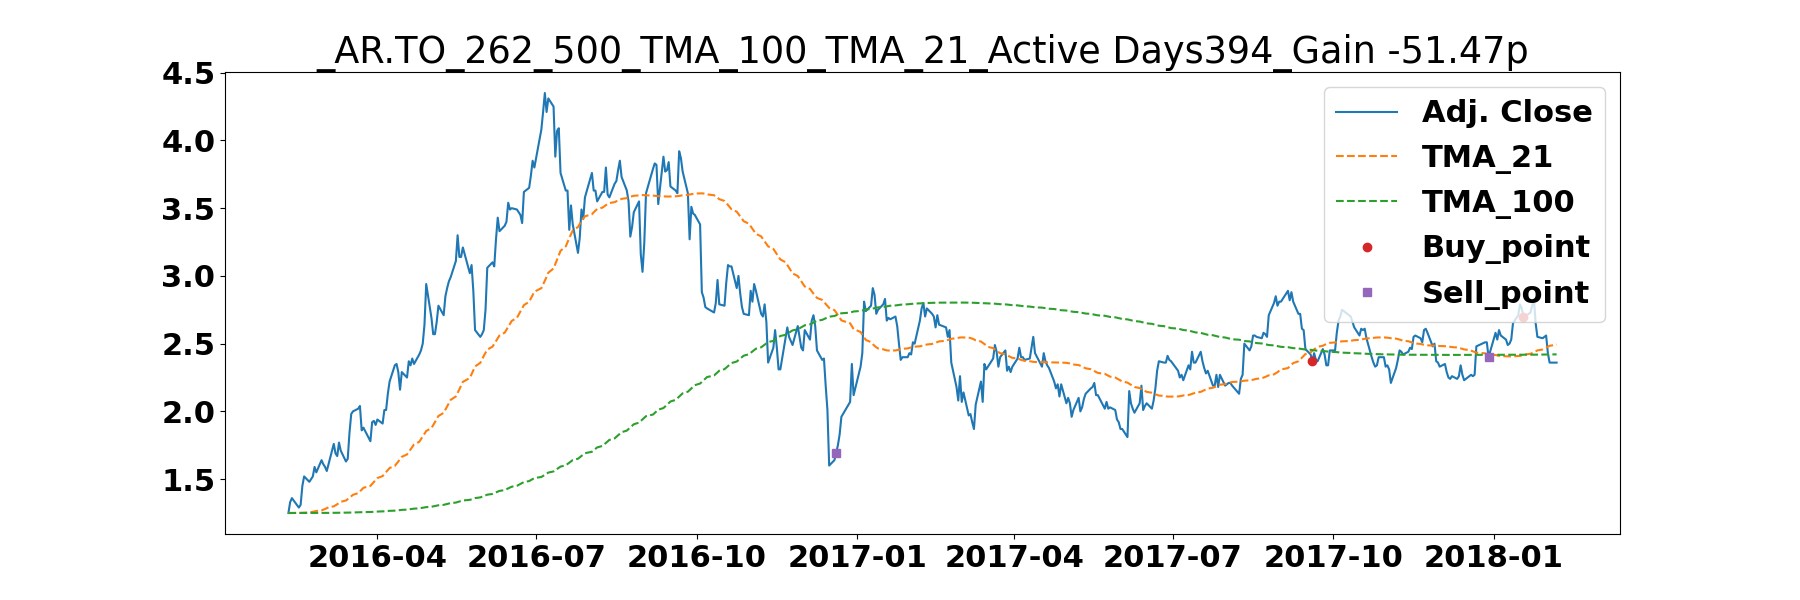 _AR.TO_262_500_TMA_100_TMA_21_Active Days394_Gain -51.47p
4.5
4.0
3.5
3.0
2.5
2.0
1.5
Adj. Close
TMA_21
TMA_100
Buy_point
Sell_point
2016-04 2016-07 2016-10 2017-01 2017-04 2017-07 2017-10 2018-01